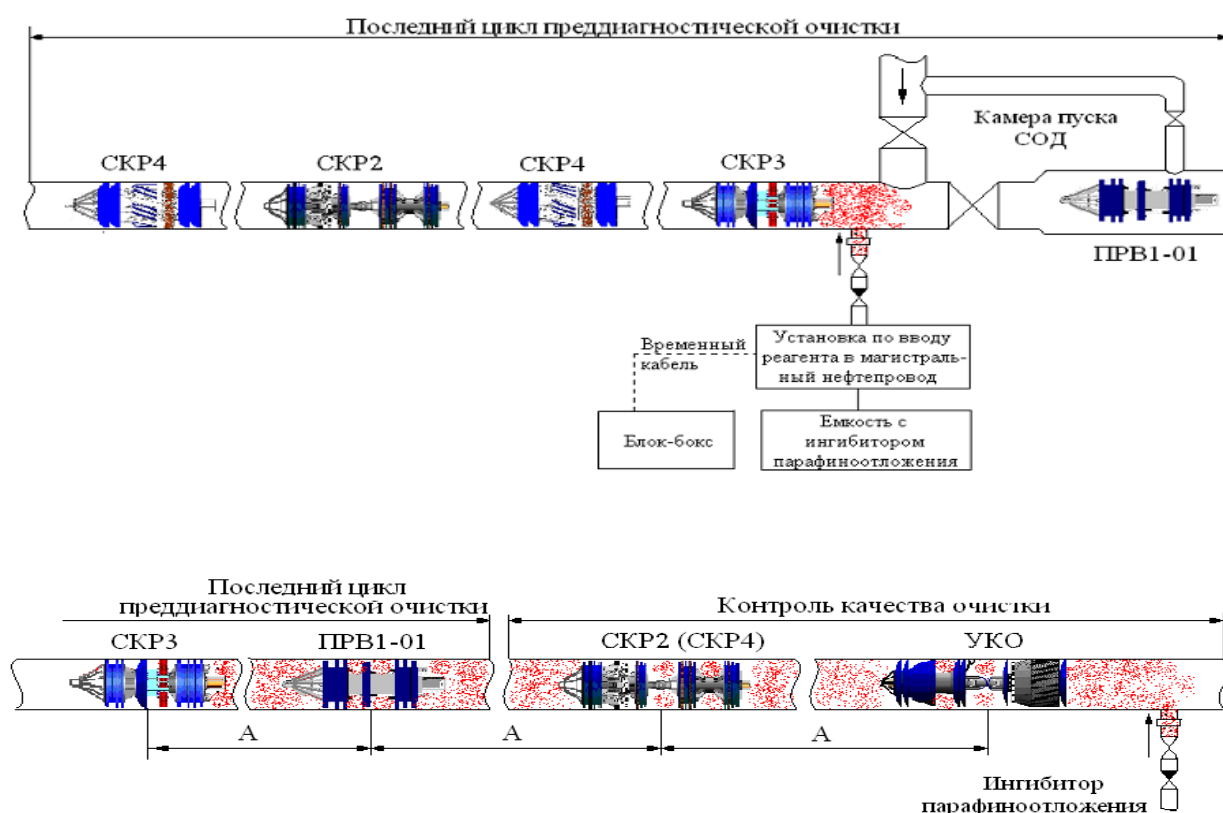 Последний цикл преддиагностической очистки
Камера пуска
СОД
СКР4
СКР2
СКР4
СКР3
ПРВ1-01
Временный
кабель
Установка по вводу
реагента в магистраль-
ный нефтепровод
Блок-бокс
Емкость с
ингибитором
парафиноотложения
Последний цикл
преддиагностической очистки
Контроль качества очистки
СКР3
ПРВ1-01
СКР2 (СКР4)
УКО
А
А
А
Ингибитор
парафиноотложения